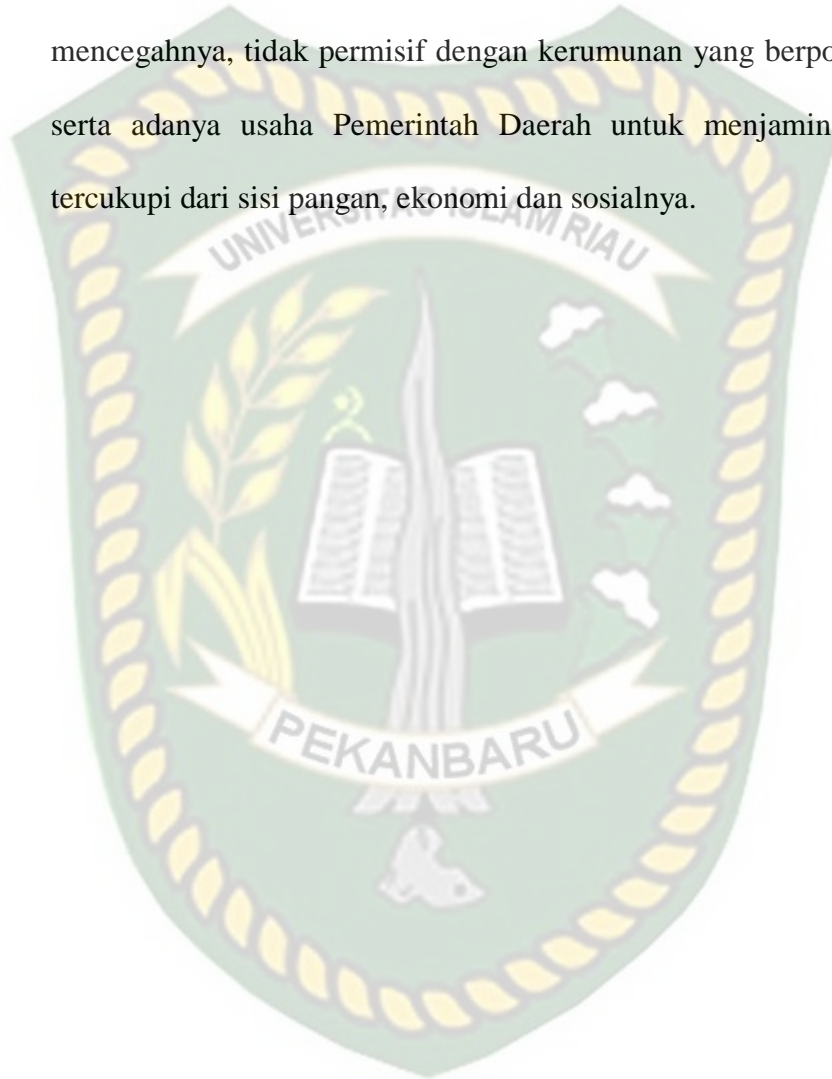 mencegahnya, tidak permisif dengan kerumunan yang
serta adanya usaha Pemerintah Daerah untuk menjamin
tercukupi dari sisi pangan, ekonomi dan sosialnya.
UNIVERSITAS ISLAM RIAU
PEKANBARU